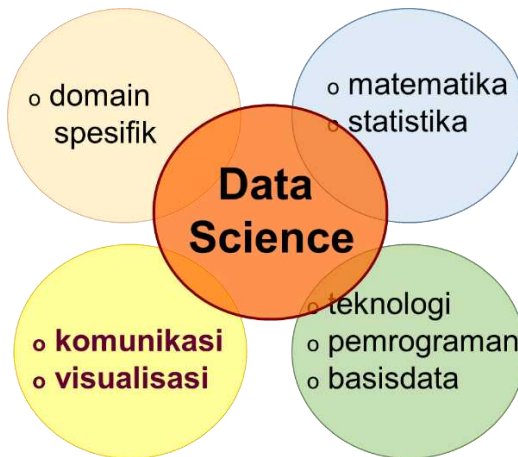 o domain
spesifik
o matematika
o statistika
Data
Science
o komunikasi
o visualisasi
o teknologi
o pemrograman
o basisdata